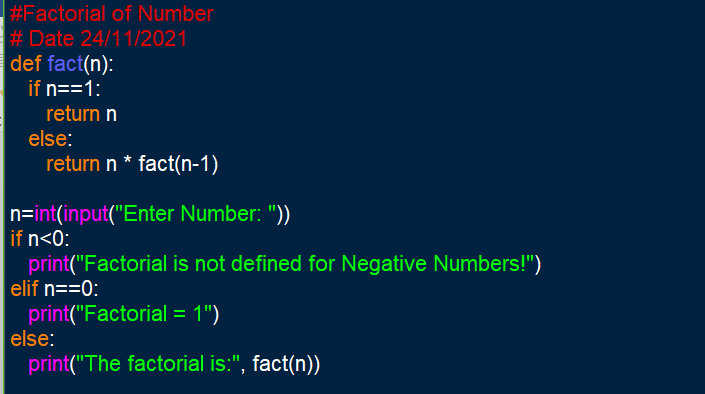 #Factorial of Number
# Date 24/11/2021
def fact(n):
   if n==1:
      return n
   else:
      return n * fact(n-1)

n=int(input("Enter Number: "))
if n<0:
   print("Factorial is not defined for Negative Numbers!")
elif n==0:
   print("Factorial = 1")
else:
   print("The factorial is:", fact(n))